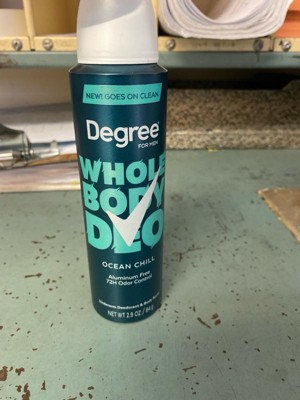 NEW! GOES ON CLEAN
Degree
FOR MEN
WHOLE
BODY
DEO
OCEAN CHILL
Aluminum Free
72H Odor Control
NET WT 2.9 OZ / 84 g